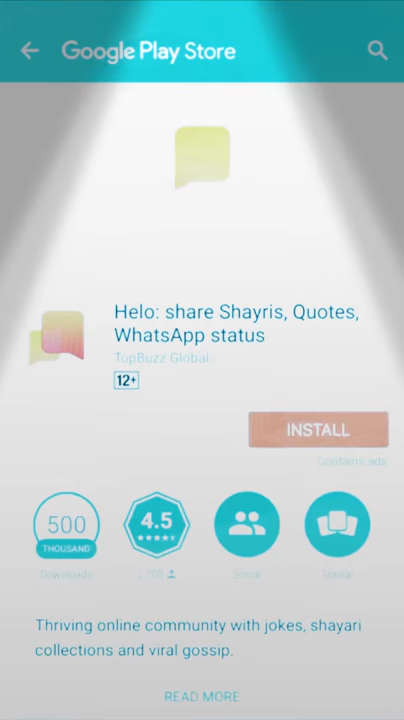 Google Play Store
Helo: share Shayris, Quotes,
WhatsApp status
TopBuzz Global
12+
INSTALL
Contains ads
500
THOUSAND
4.5
Downloads
Social
Similar
Thriving online community with jokes, shayari
collections and viral gossip.
READ MORE